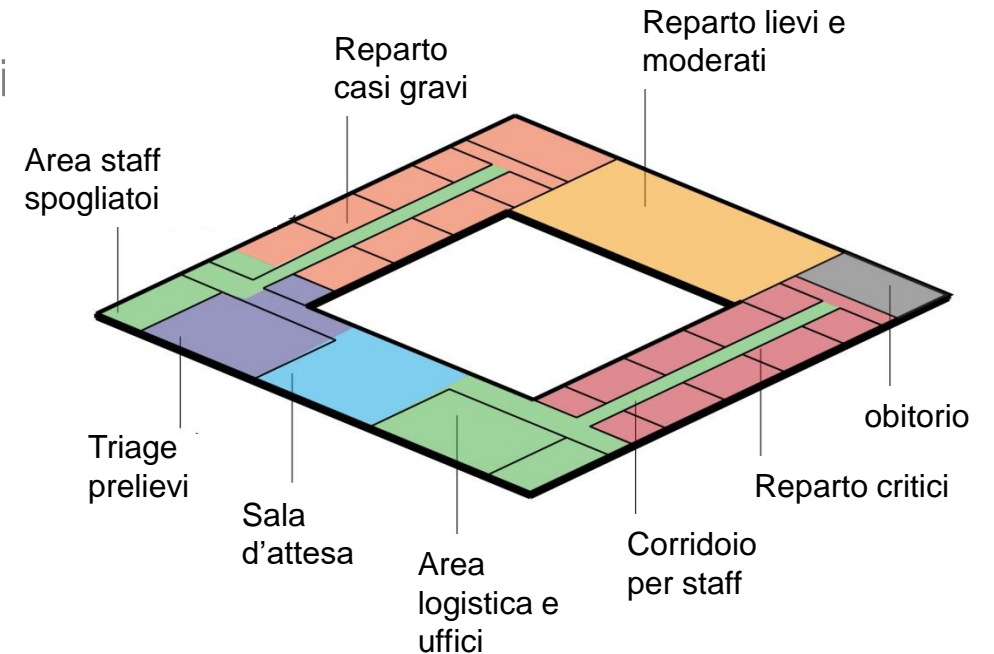 Reparto lievi e
moderati
Reparto
casi gravi
i
Area staff
spogliatoi
obitorio
Triage
prelievi
Reparto critici
Sala
d'attesa
Corridoio
per staff
Area
logistica e
uffici